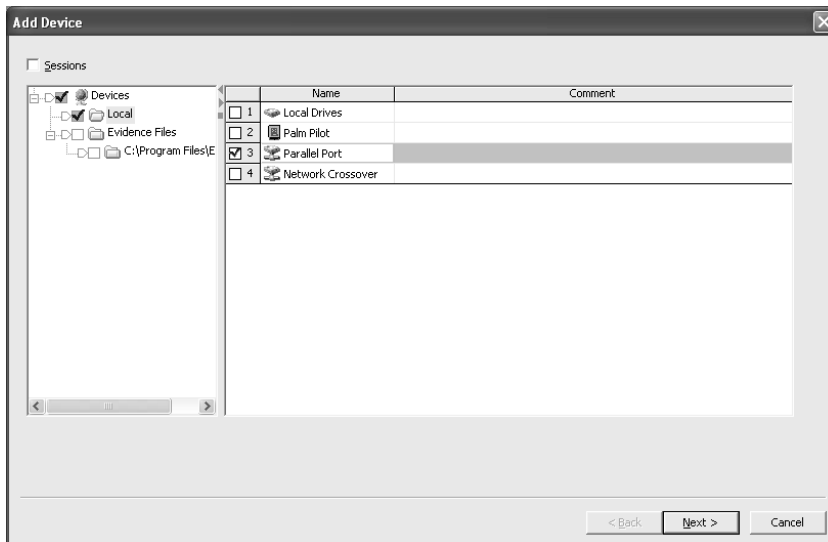 Add Device
Sessions
Devices
Local
Evidence Files
C:\Program Files\E
Name Comment
1 Local Drives
2 Palm Pilot
3 Parallel Port
4 Network Crossover
< Back Next > Cancel